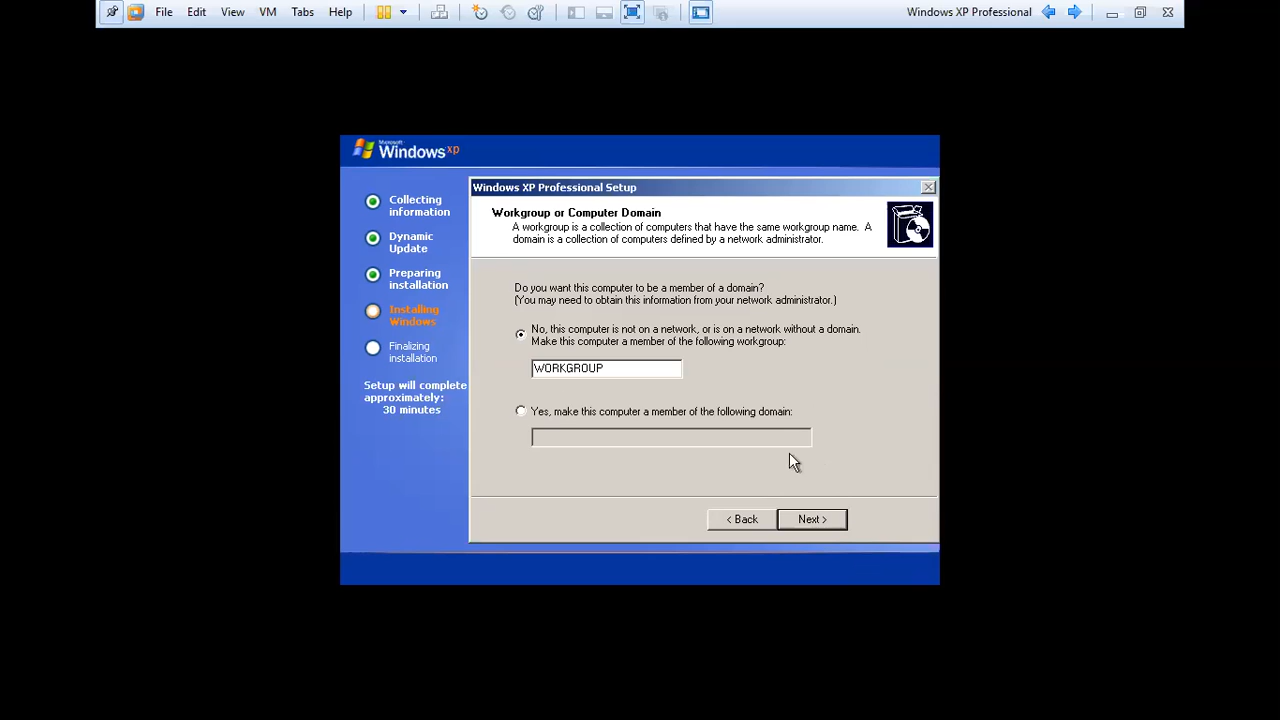 File Edit View VM Tabs Help Windows XP Professional
Microsoft
Windows xp
Collecting
information
Dynamic
Update
Preparing
installation
Installing
Windows
Finalizing
installation
Setup will complete
approximately:
30 minutes
Windows XP Professional Setup
Workgroup or Computer Domain
A workgroup is a collection of computers that have the same workgroup name. A
domain is a collection of computers defined by a network administrator.
Do you want this computer to be a member of a domain?
(You may need to obtain this information from your network administrator.)
No, this computer is not on a network, or is on a network without a domain.
Make this computer a member of the following workgroup:
WORKGROUP
Yes, make this computer a member of the following domain:
< Back Next >